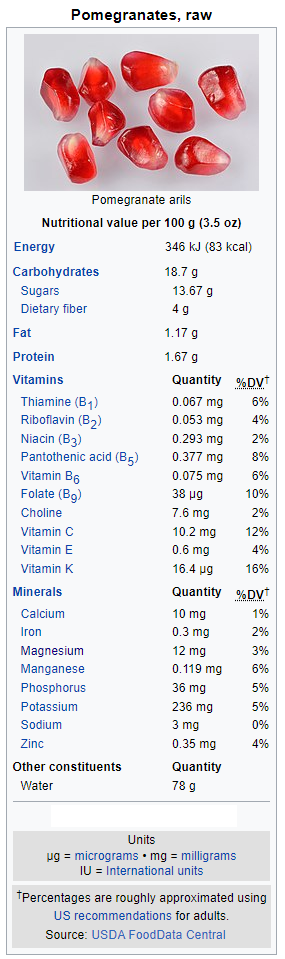 Pomegranates, raw
Pomegranate arils
Nutritional value per 100 g (3.5 oz)
Energy 346 kJ (83 kcal)
Carbohydrates 18.7 g
Sugars 13.67 g
Dietary fiber 4 g
Fat 1.17 g
Protein 1.67 g
Vitamins Quantity %DV†
Thiamine (B1) 0.067 mg 6%
Riboflavin (B2) 0.053 mg 4%
Niacin (B3) 0.293 mg 2%
Pantothenic acid (B5) 0.377 mg 8%
Vitamin B6 0.075 mg 6%
Folate (B9) 38 μg 10%
Choline 7.6 mg 2%
Vitamin C 10.2 mg 12%
Vitamin E 0.6 mg 4%
Vitamin K 16.4 μg 16%
Minerals Quantity %DV†
Calcium 10 mg 1%
Iron 0.3 mg 2%
Magnesium 12 mg 3%
Manganese 0.119 mg 6%
Phosphorus 36 mg 5%
Potassium 236 mg 5%
Sodium 3 mg 0%
Zinc 0.35 mg 4%
Other constituents Quantity
Water 78 g
Units
μg = micrograms • mg = milligrams
IU = International units
†Percentages are roughly approximated using
US recommendations for adults.
Source: USDA FoodData Central